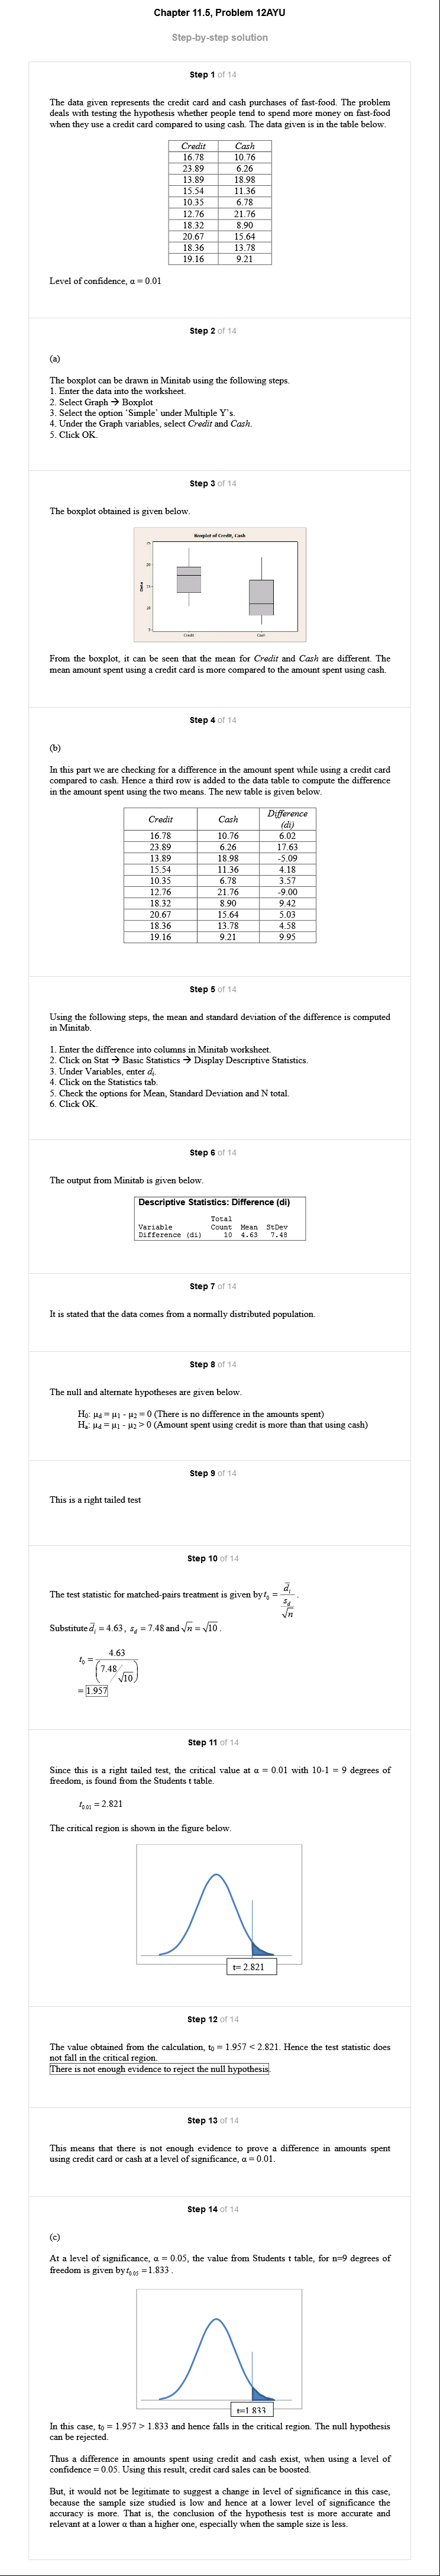 Chapter 11.5, Problem 12AYU
Step-by-step solution
Step 1 of 14
The data given represents the credit card and cash purchases of fast-food. The problem
deals with testing the hypothesis whether people tend to spend more money on fast-food
when they use a credit card compared to using cash. The data given is in the table below.
Credit Cash
16.78 10.76
23.89 6.26
13.89 18.98
15.54 11.36
10.35 6.78
12.76 21.76
18.32 8.90
20.67 15.64
18.36 13.78
19.16 9.21
Level of confidence, α = 0.01
Step 2 of 14
(a)
The boxplot can be drawn in Minitab using the following steps.
1. Enter the data into the worksheet.
2. Select Graph → Boxplot
3. Select the option ‘Simple’ under Multiple Y’s.
4. Under the Graph variables, select Credit and Cash.
5. Click OK.
Step 3 of 14
The boxplot obtained is given below.
Boxplot of Credit, Cash
Data
Credit Cash
From the boxplot, it can be seen that the mean for Credit and Cash are different. The
mean amount spent using a credit card is more compared to the amount spent using cash.
Step 4 of 14
(b)
In this part we are checking for a difference in the amount spent while using a credit card
compared to cash. Hence a third row is added to the data table to compute the difference
in the amount spent using the two means. The new table is given below.
Credit Cash Difference
(di)
16.78 10.76 6.02
23.89 6.26 17.63
13.89 18.98 -5.09
15.54 11.36 4.18
10.35 6.78 3.57
12.76 21.76 -9.00
18.32 8.90 9.42
20.67 15.64 5.03
18.36 13.78 4.58
19.16 9.21 9.95
Step 5 of 14
Using the following steps, the mean and standard deviation of the difference is computed
in Minitab.
1. Enter the difference into columns in Minitab worksheet.
2. Click on Stat → Basic Statistics → Display Descriptive Statistics.
3. Under Variables, enter di.
4. Click on the Statistics tab.
5. Check the options for Mean, Standard Deviation and N total.
6. Click OK.
Step 6 of 14
The output from Minitab is given below.
Descriptive Statistics: Difference (di)
Total
Variable Count Mean StDev
Difference (di) 10 4.63 7.48
Step 7 of 14
It is stated that the data comes from a normally distributed population.
Step 8 of 14
The null and alternate hypotheses are given below.
H₀: μd = μ1 - μ2 = 0 (There is no difference in the amounts spent)
Ha: μd = μ1 - μ2 > 0 (Amount spent using credit is more than that using cash)
Step 9 of 14
This is a right tailed test
Step 10 of 14
The test statistic for matched-pairs treatment is given by t₀ = d̄i / (sd / √n).
Substitute d̄i = 4.63, sd = 7.48 and √n = √10.
t₀ = 4.63 / (7.48/√10)
= 1.957
Step 11 of 14
Since this is a right tailed test, the critical value at α = 0.01 with 10-1 = 9 degrees of
freedom, is found from the Students t table.
t0.01 = 2.821
The critical region is shown in the figure below.
t= 2.821
Step 12 of 14
The value obtained from the calculation, t₀ = 1.957 < 2.821. Hence the test statistic does
not fall in the critical region.
There is not enough evidence to reject the null hypothesis.
Step 13 of 14
This means that there is not enough evidence to prove a difference in amounts spent
using credit card or cash at a level of significance, α = 0.01.
Step 14 of 14
(c)
At a level of significance, α = 0.05, the value from Students t table, for n=9 degrees of
freedom is given by t0.05 =1.833.
t=1.833
In this case, t₀ = 1.957 > 1.833 and hence falls in the critical region. The null hypothesis
can be rejected.
Thus a difference in amounts spent using credit and cash exist, when using a level of
confidence = 0.05. Using this result, credit card sales can be boosted.
But, it would not be legitimate to suggest a change in level of significance in this case,
because the sample size studied is low and hence at a lower level of significance the
accuracy is more. That is, the conclusion of the hypothesis test is more accurate and
relevant at a lower α than a higher one, especially when the sample size is less.